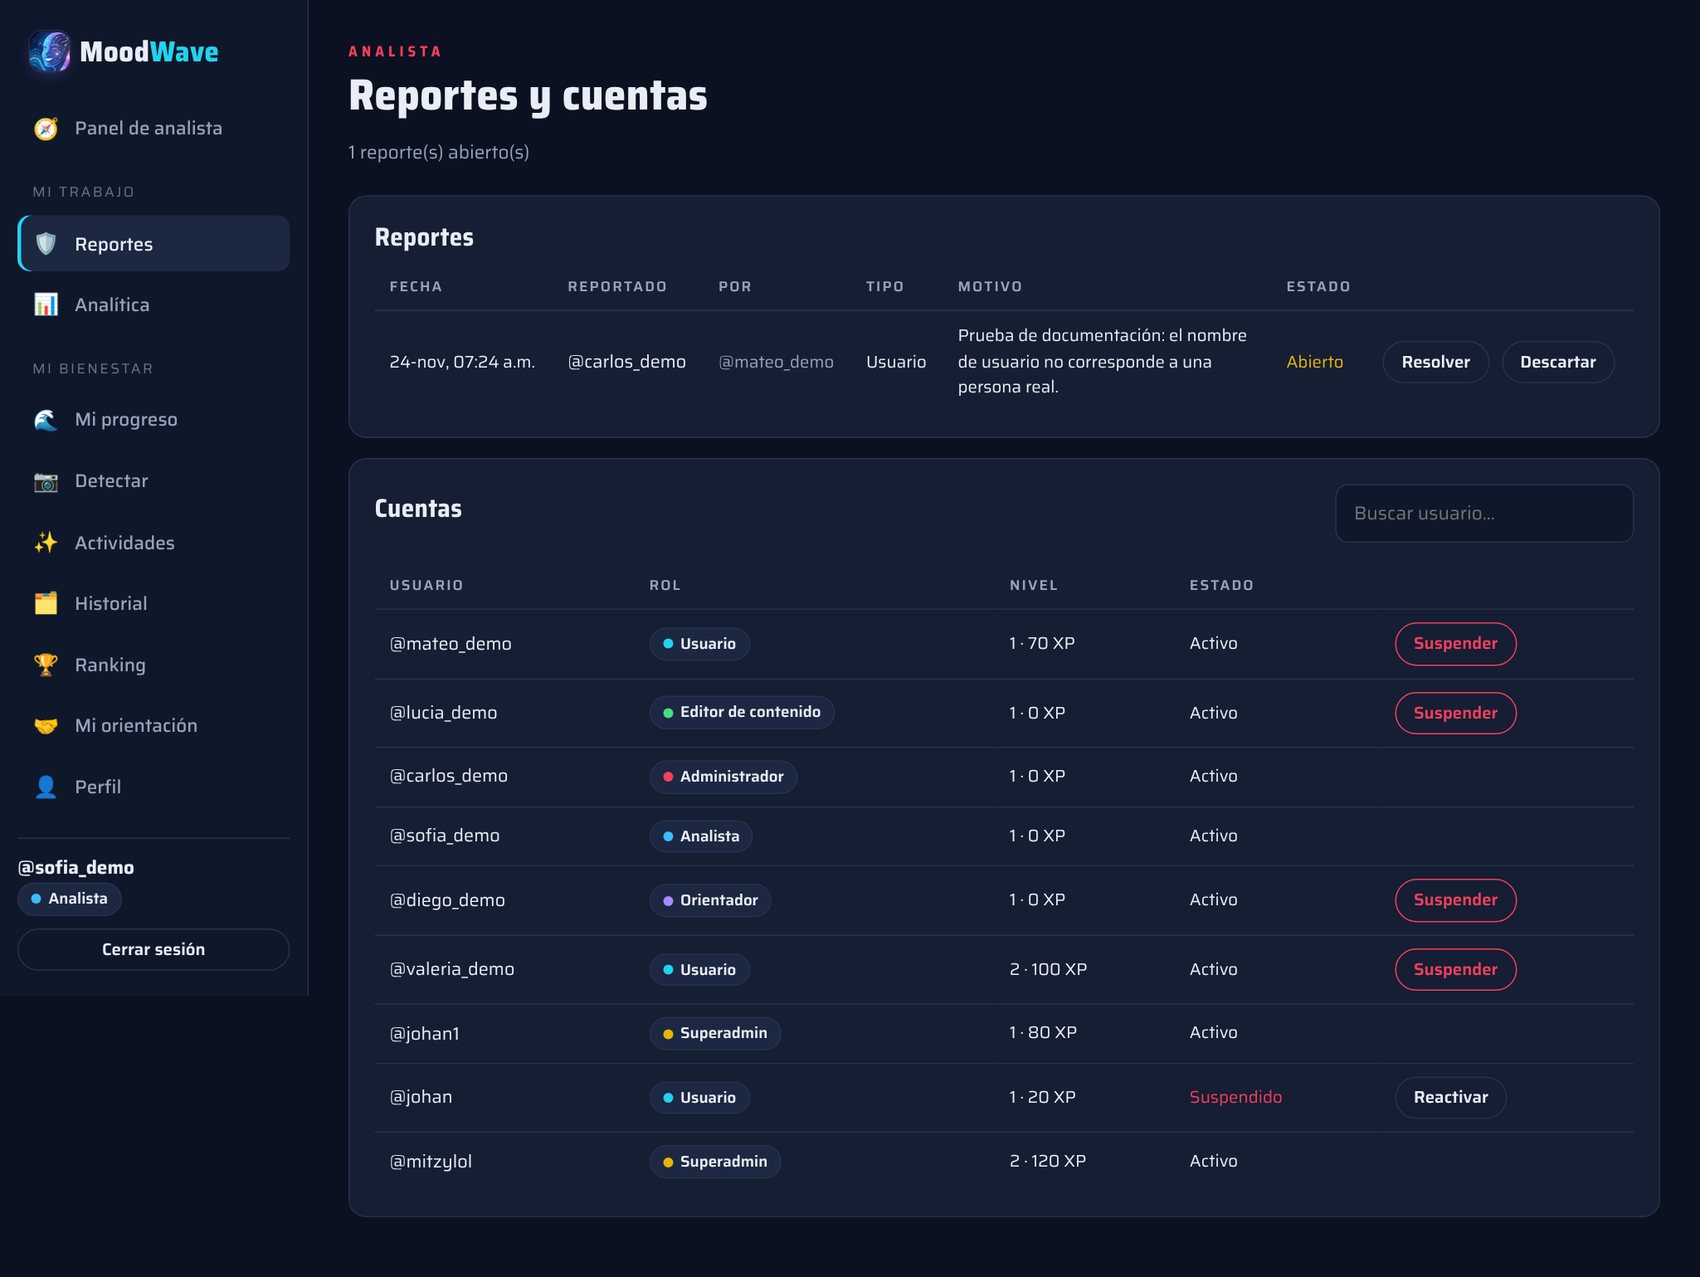 MoodWave
Panel de analista
MI TRABAJO
Reportes
Analítica
MI BIENESTAR
Mi progreso
Detectar
Actividades
Historial
Ranking
Mi orientación
Perfil
@sofia_demo
Analista
Cerrar sesión
ANALISTA
Reportes y cuentas
1 reporte(s) abierto(s)
Reportes
FECHA REPORTADO POR TIPO MOTIVO ESTADO
24-nov, 07:24 a.m. @carlos_demo @mateo_demo Usuario Prueba de documentación: el nombre
de usuario no corresponde a una
persona real.
Abierto Resolver Descartar
Cuentas
Buscar usuario...
USUARIO ROL NIVEL ESTADO
@mateo_demo Usuario 1 · 70 XP Activo Suspender
@lucia_demo Editor de contenido 1 · 0 XP Activo Suspender
@carlos_demo Administrador 1 · 0 XP Activo
@sofia_demo Analista 1 · 0 XP Activo
@diego_demo Orientador 1 · 0 XP Activo Suspender
@valeria_demo Usuario 2 · 100 XP Activo Suspender
@johan1 Superadmin 1 · 80 XP Activo
@johan Usuario 1 · 20 XP Suspendido Reactivar
@mitzylol Superadmin 2 · 120 XP Activo